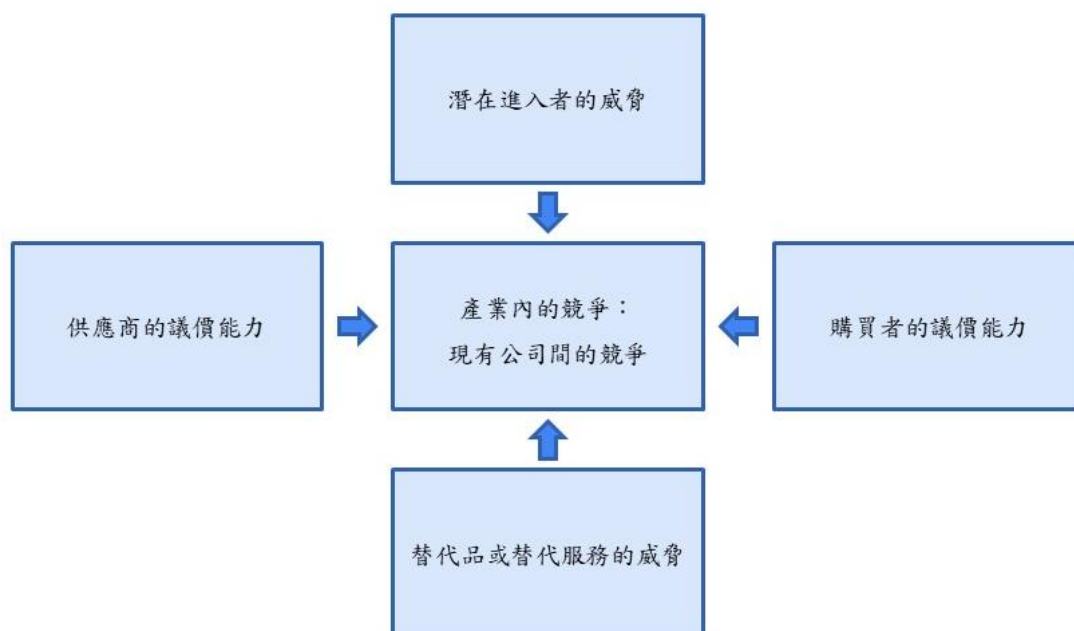 潛在進入者的威脅
供應商的議價能力
產業內的競爭：
現有公司間的競爭
購買者的議價能力
替代品或替代服務的威脅